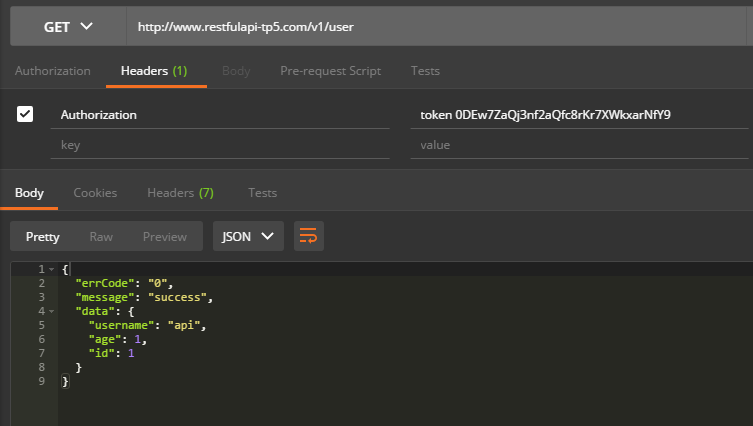 GET http://www.restfulapi-tp5.com/v1/user
Authorization Headers (1) Body Pre-request Script Tests
Authorization token 0DEw7ZaQj3nf2aQfc8rKr7XWkxarNfY9
key value
Body Cookies Headers (7) Tests
Pretty Raw Preview JSON
1 {
2 "errCode": "0",
3 "message": "success",
4 "data": {
5 "username": "api",
6 "age": 1,
7 "id": 1
8 }
9 }